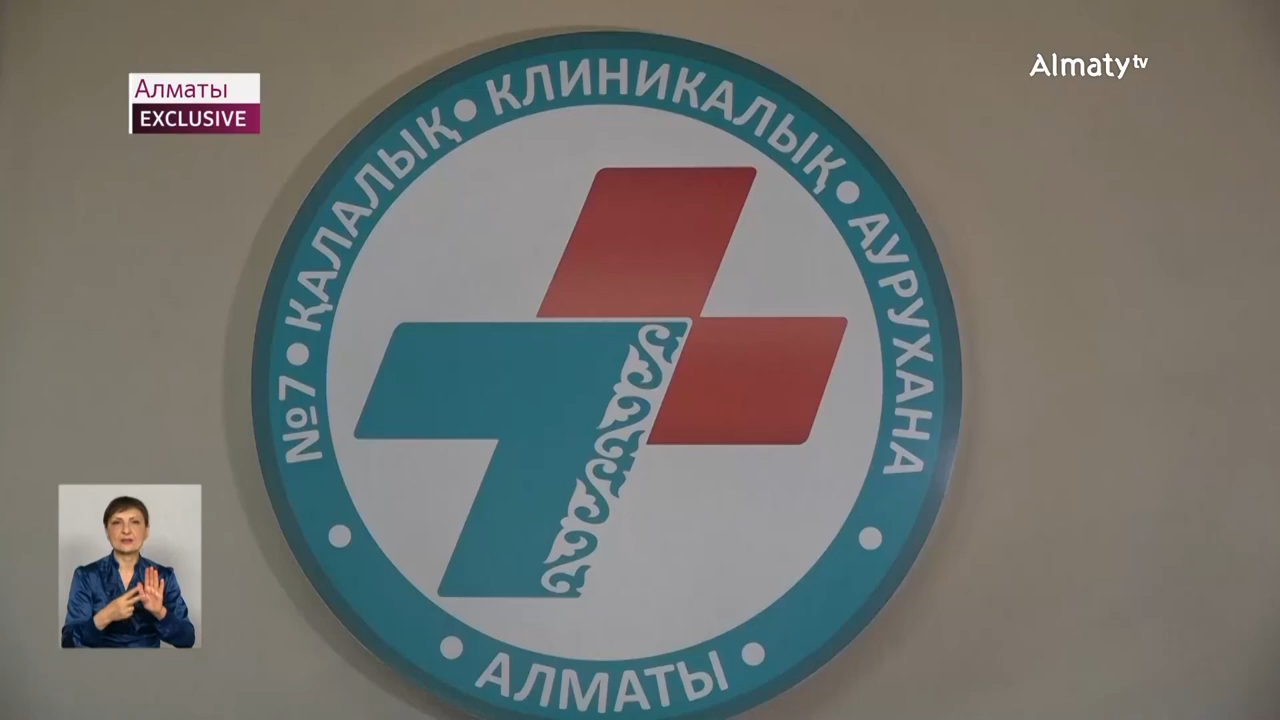 Алматы
EXCLUSIVE
Almaty tv
№7 • ҚАЛАЛЫҚ • КЛИНИКАЛЫҚ • АУРУХАНА
• АЛМАТЫ •